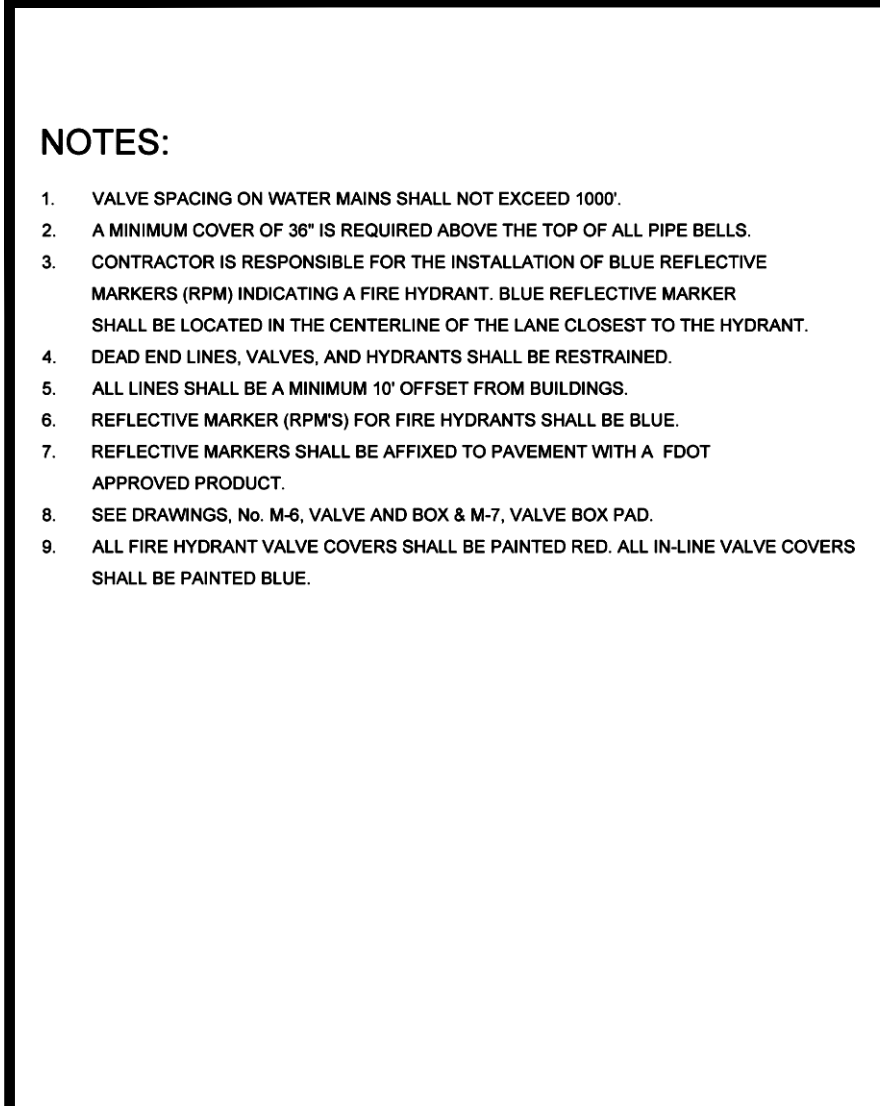 NOTES:
1. VALVE SPACING ON WATER MAINS SHALL NOT EXCEED 1000'.
2. A MINIMUM COVER OF 36" IS REQUIRED ABOVE THE TOP OF ALL PIPE BELLS.
3. CONTRACTOR IS RESPONSIBLE FOR THE INSTALLATION OF BLUE REFLECTIVE
MARKERS (RPM) INDICATING A FIRE HYDRANT. BLUE REFLECTIVE MARKER
SHALL BE LOCATED IN THE CENTERLINE OF THE LANE CLOSEST TO THE HYDRANT.
4. DEAD END LINES, VALVES, AND HYDRANTS SHALL BE RESTRAINED.
5. ALL LINES SHALL BE A MINIMUM 10' OFFSET FROM BUILDINGS.
6. REFLECTIVE MARKER (RPM'S) FOR FIRE HYDRANTS SHALL BE BLUE.
7. REFLECTIVE MARKERS SHALL BE AFFIXED TO PAVEMENT WITH A FDOT
APPROVED PRODUCT.
8. SEE DRAWINGS, No. M-6, VALVE AND BOX & M-7, VALVE BOX PAD.
9. ALL FIRE HYDRANT VALVE COVERS SHALL BE PAINTED RED. ALL IN-LINE VALVE COVERS
SHALL BE PAINTED BLUE.